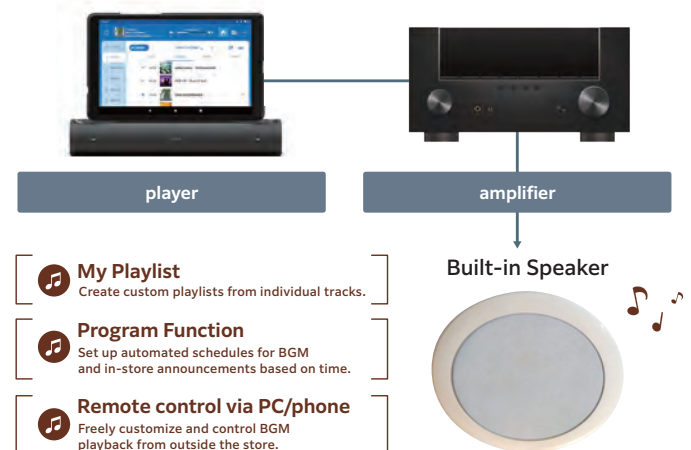 player
amplifier
Built-in Speaker
My Playlist
Create custom playlists from individual tracks.
Program Function
Set up automated schedules for BGM
and in-store announcements based on time.
Remote control via PC/phone
Freely customize and control BGM
playback from outside the store.